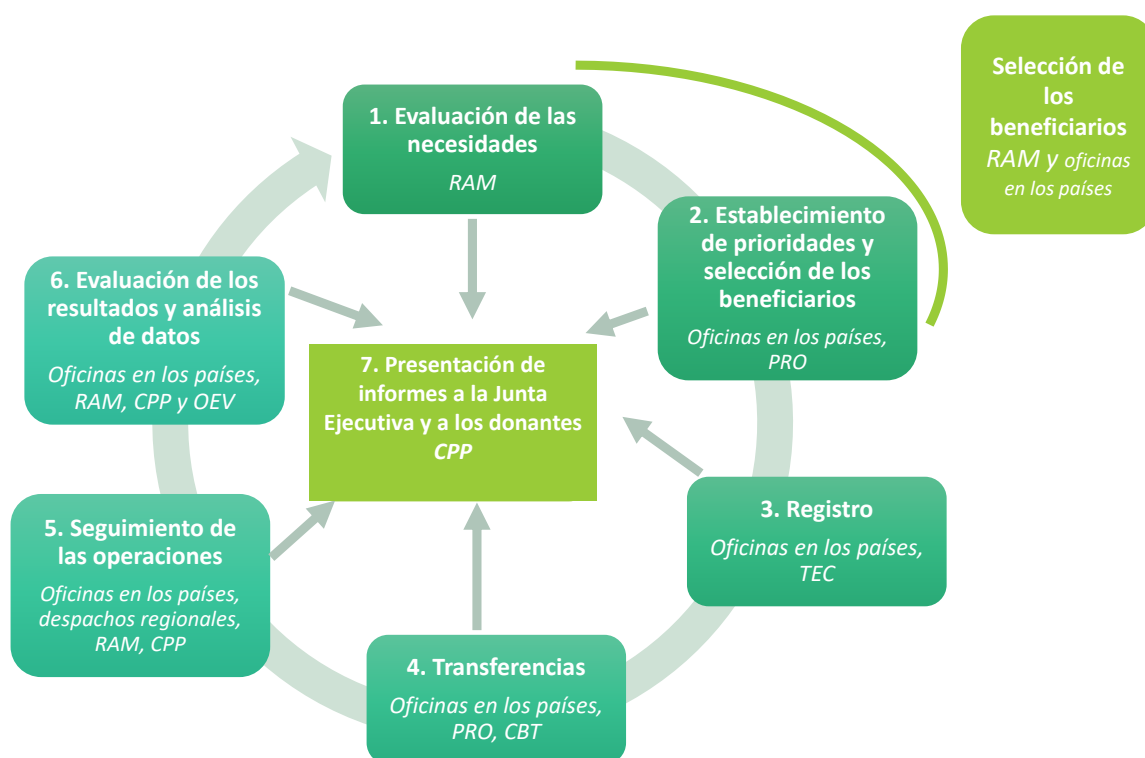 1. Evaluación de las
necesidades
RAM
Selección de
los
beneficiarios
RAM y oficinas
en los países
2. Establecimiento
de prioridades y
selección de los
beneficiarios
Oficinas en los países,
PRO
3. Registro
Oficinas en los países,
TEC
4. Transferencias
Oficinas en los países,
PRO, CBT
5. Seguimiento de
las operaciones
Oficinas en los países,
despachos regionales,
RAM, CPP
6. Evaluación de los
resultados y análisis
de datos
Oficinas en los países,
RAM, CPP y OEV
7. Presentación de
informes a la Junta
Ejecutiva y a los donantes
CPP